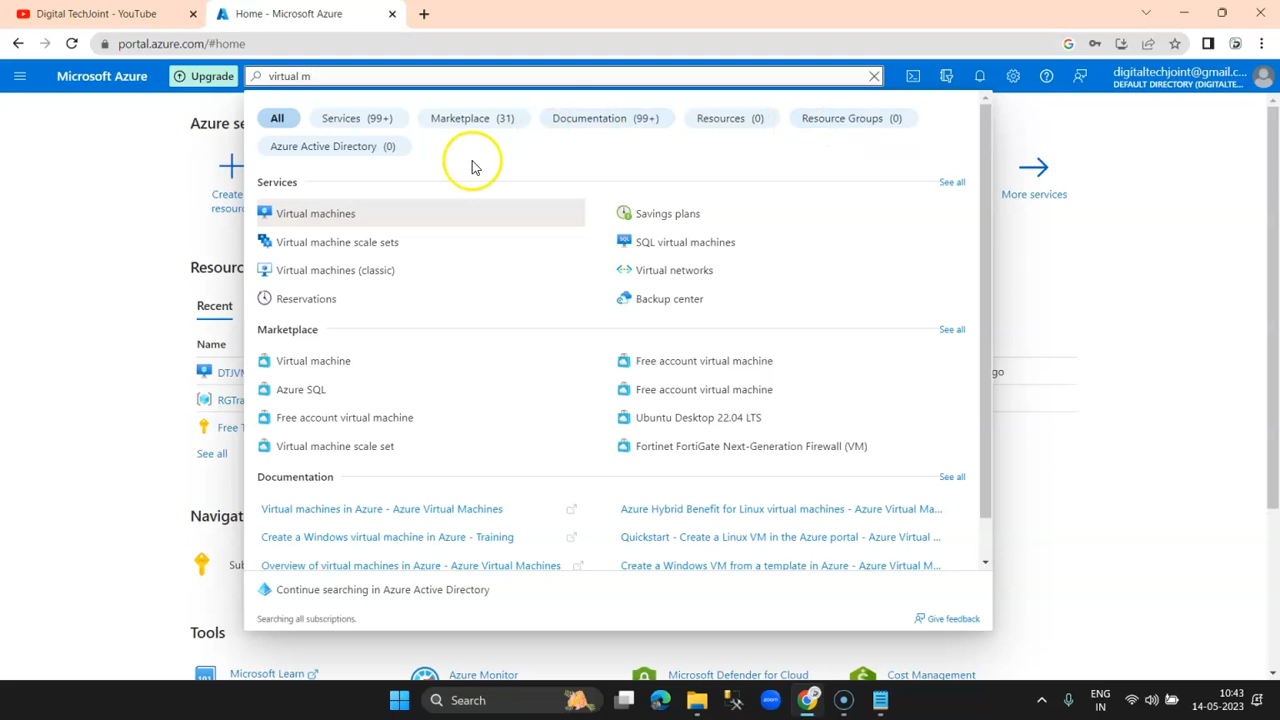 Digital TechJoint - YouTube
Home - Microsoft Azure
portal.azure.com/#home
Microsoft Azure
Upgrade
virtual m
digitaltechjoint@gmail.c...
DEFAULT DIRECTORY (DIGITALTE...
Azure se
All
Services (99+)
Marketplace (31)
Documentation (99+)
Resources (0)
Resource Groups (0)
Azure Active Directory (0)
Create
resour
More services
Services
See all
Virtual machines
Savings plans
Virtual machine scale sets
SQL virtual machines
Virtual machines (classic)
Virtual networks
Reservations
Backup center
Resourc
Recent
Name
DTJVM
RGTra
Free T
See all
go
Marketplace
See all
Virtual machine
Free account virtual machine
Azure SQL
Free account virtual machine
Free account virtual machine
Ubuntu Desktop 22.04 LTS
Virtual machine scale set
Fortinet FortiGate Next-Generation Firewall (VM)
Documentation
See all
Virtual machines in Azure - Azure Virtual Machines
Azure Hybrid Benefit for Linux virtual machines - Azure Virtual Ma...
Create a Windows virtual machine in Azure - Training
Quickstart - Create a Linux VM in the Azure portal - Azure Virtual ...
Overview of virtual machines in Azure - Azure Virtual Machines
Create a Windows VM from a template in Azure - Azure Virtual M...
Continue searching in Azure Active Directory
Searching all subscriptions.
Give feedback
Navigat
Sub
Tools
Microsoft Learn
Azure Monitor
Microsoft Defender for Cloud
Cost Management
Search
ENG
IN
10:43
14-05-2023